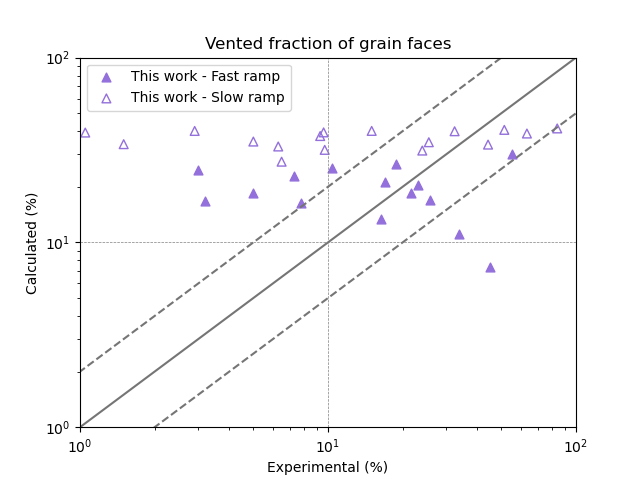 Vented fraction of grain faces
This work - Fast ramp
This work - Slow ramp
10²
10¹
10⁰
Calculated (%)
10⁰ 10¹ 10²
Experimental (%)